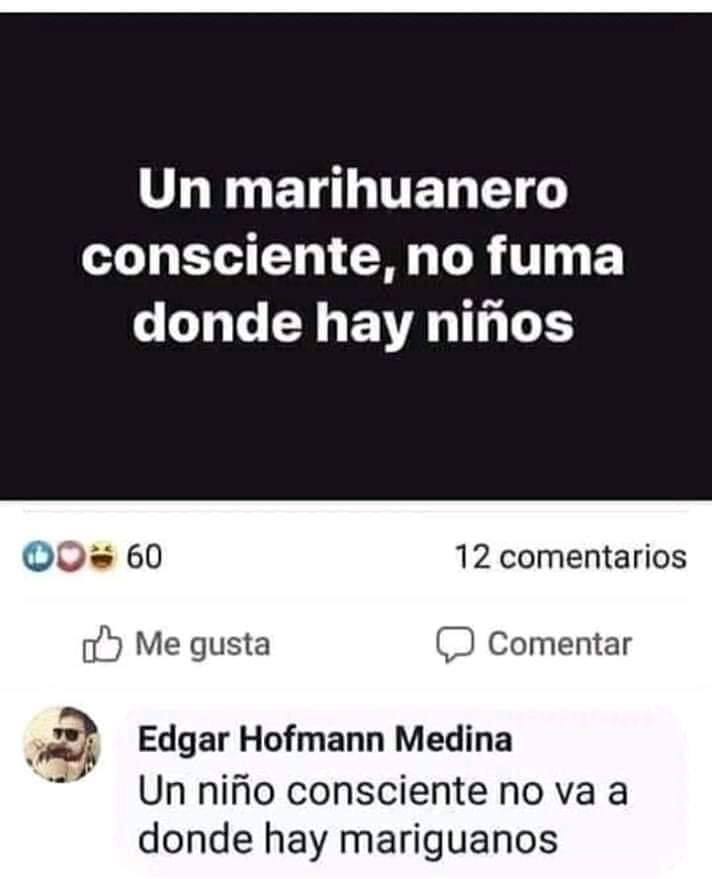 Un marihuanero
consciente, no fuma
donde hay niños
60
12 comentarios
Me gusta
Comentar
Edgar Hofmann Medina
Un niño consciente no va a
donde hay mariguanos